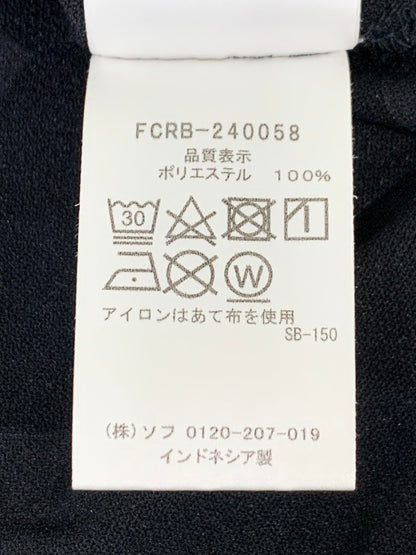 FCRB-240058
品質表示
ポリエステル 100%
30
W
アイロンはあて布を使用
SB-150
(株)ソフ 0120-207-019
インドネシア製